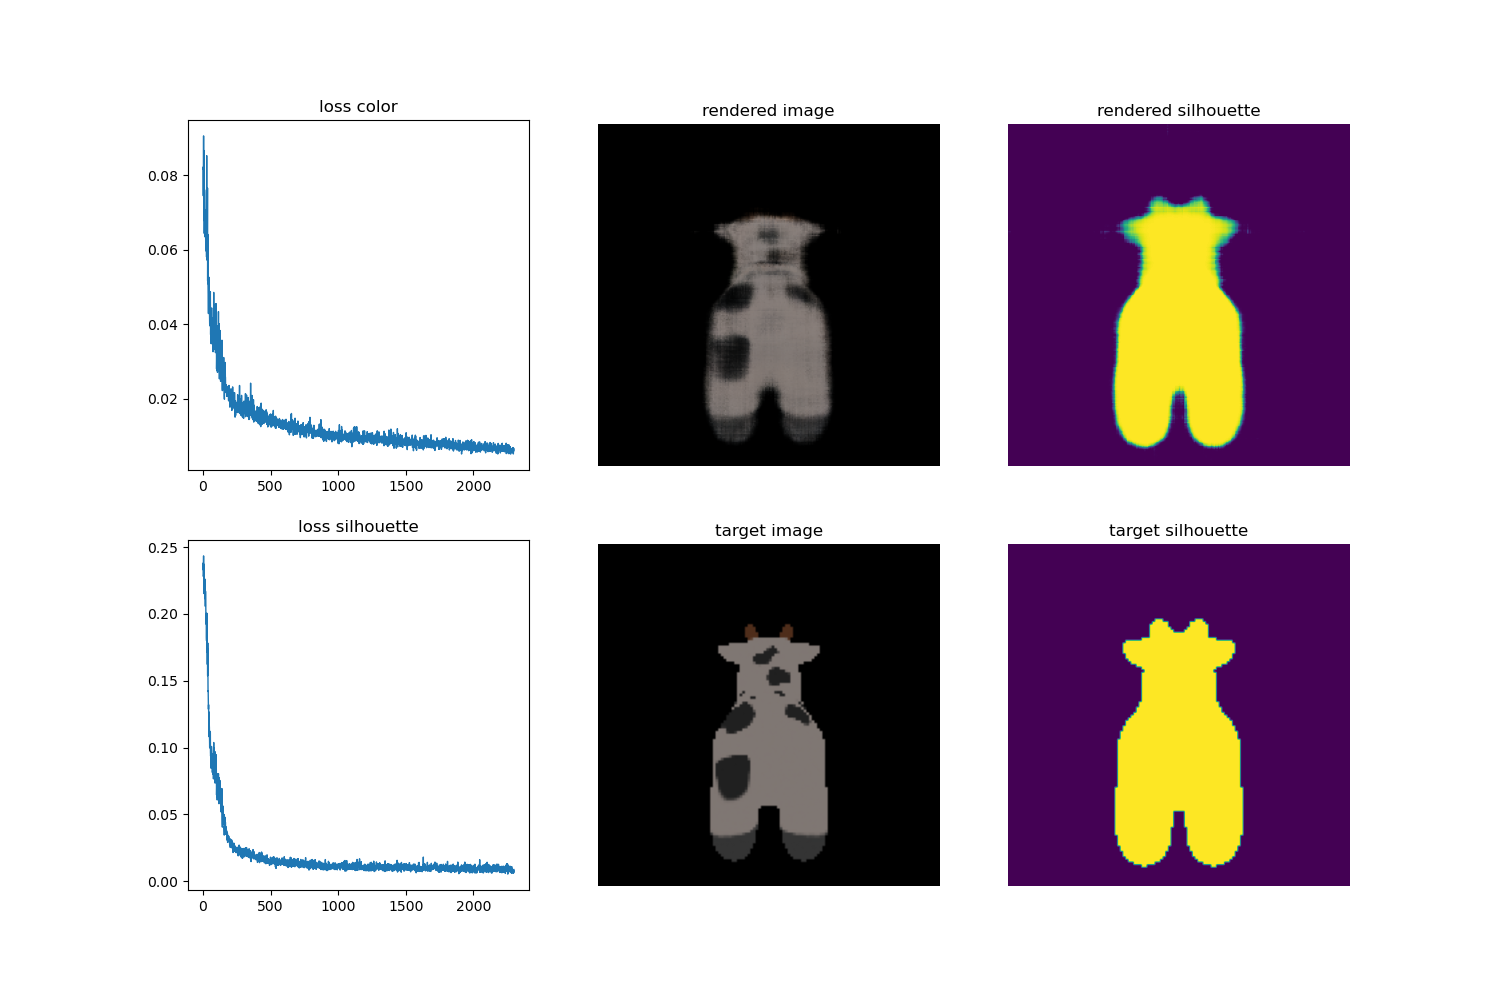 loss color
0.08
0.06
0.04
0.02
0 500 1000 1500 2000
rendered image
rendered silhouette
loss silhouette
0.25
0.20
0.15
0.10
0.05
0.00
0 500 1000 1500 2000
target image
target silhouette